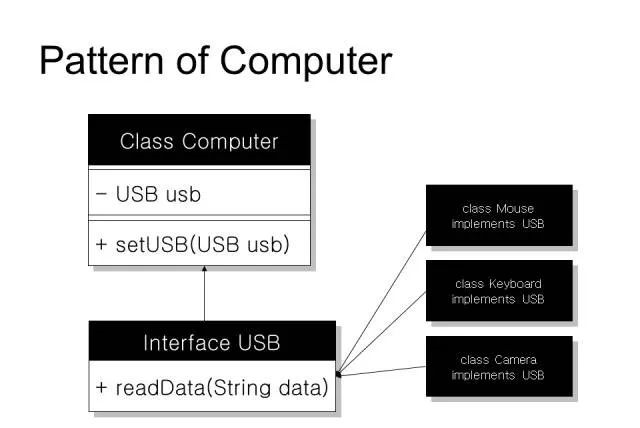 Pattern of Computer
Class Computer
- USB usb
+ setUSB(USB usb)
Interface USB
+ readData(String data)
class Mouse
implements USB
class Keyboard
implements USB
class Camera
implements USB